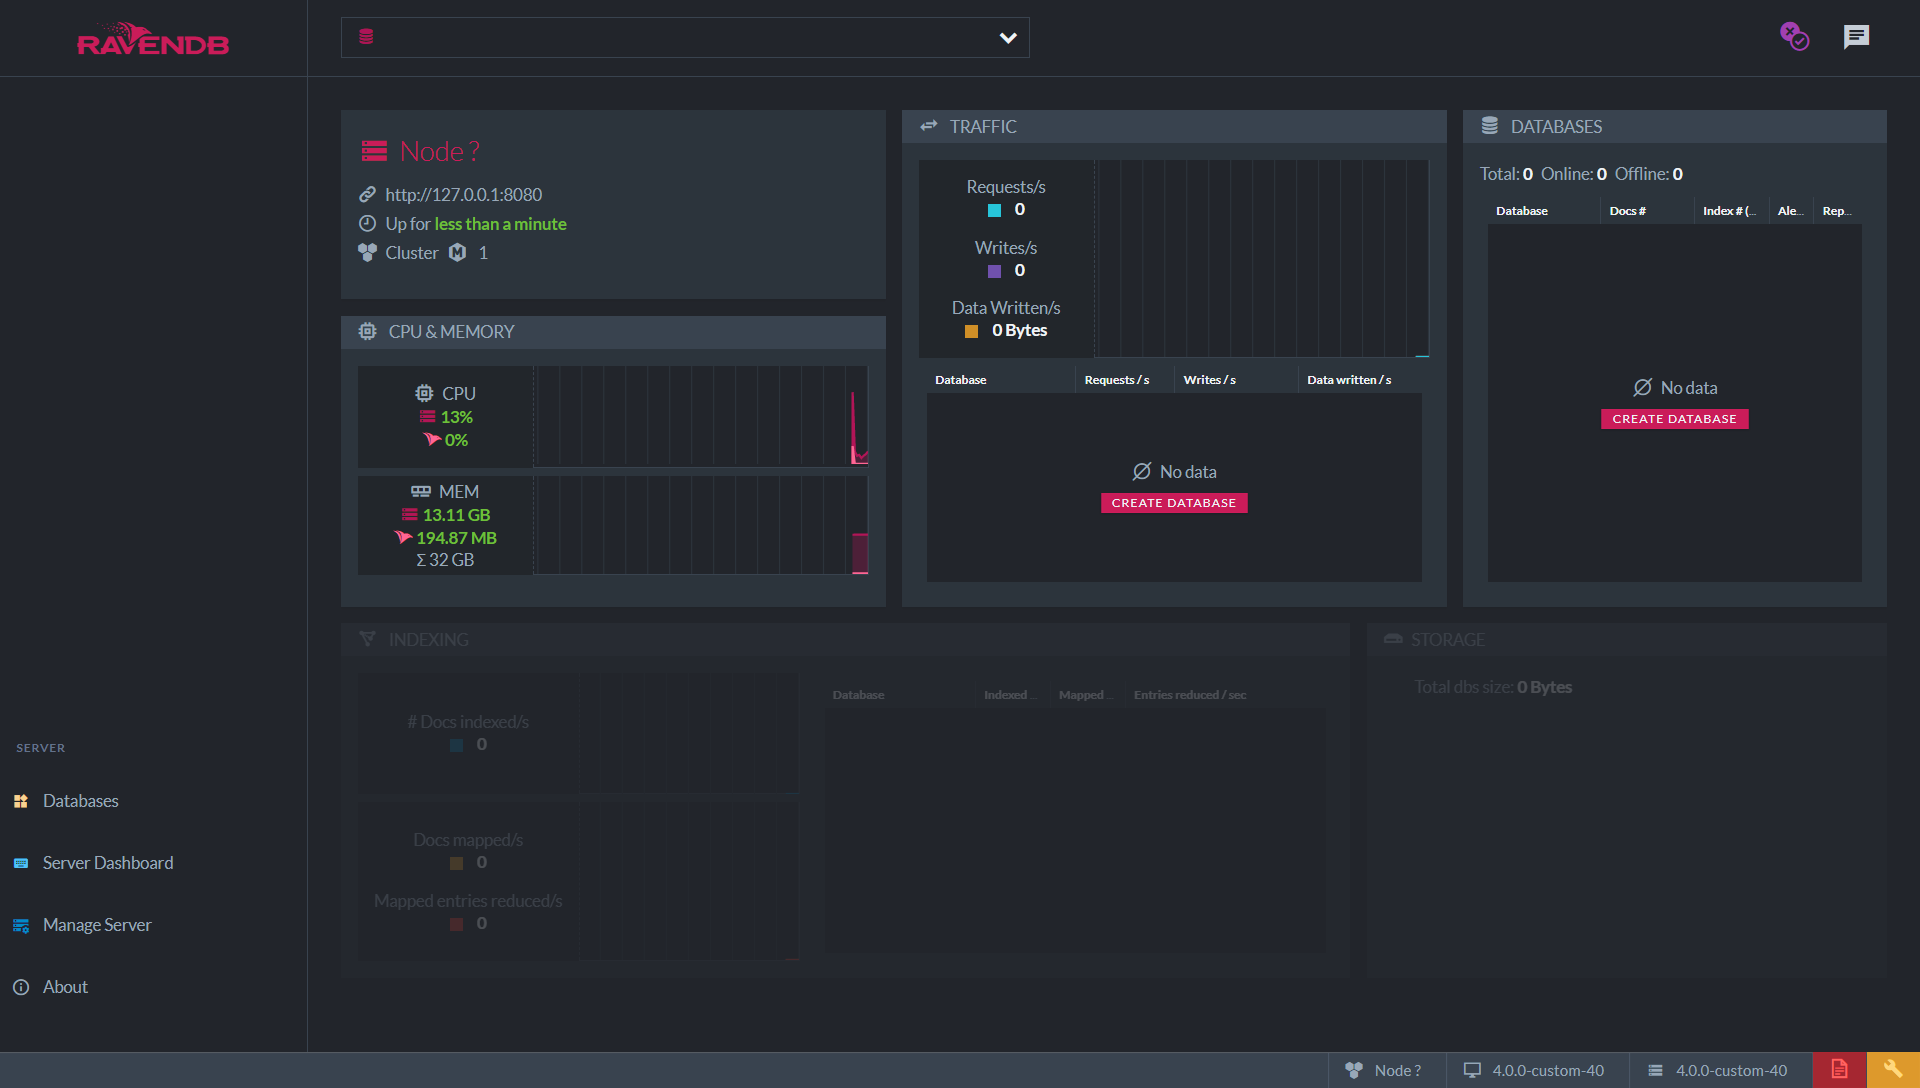 RAVENDB
Node ?
http://127.0.0.1:8080
Up for less than a minute
Cluster M 1
CPU & MEMORY
CPU
13%
0%
MEM
13.11 GB
194.87 MB
Σ 32 GB
TRAFFIC
Requests/s
0
Writes/s
0
Data Written/s
0 Bytes
Database Requests / s Writes / s Data written / s
No data
CREATE DATABASE
DATABASES
Total: 0 Online: 0 Offline: 0
Database Docs # Index # (... Ale... Rep...
No data
CREATE DATABASE
INDEXING
# Docs indexed/s
0
Docs mapped/s
0
Mapped entries reduced/s
0
Database Indexed ... Mapped ... Entries reduced / sec
STORAGE
Total dbs size: 0 Bytes
SERVER
Databases
Server Dashboard
Manage Server
About
Node ? 4.0.0-custom-40 4.0.0-custom-40